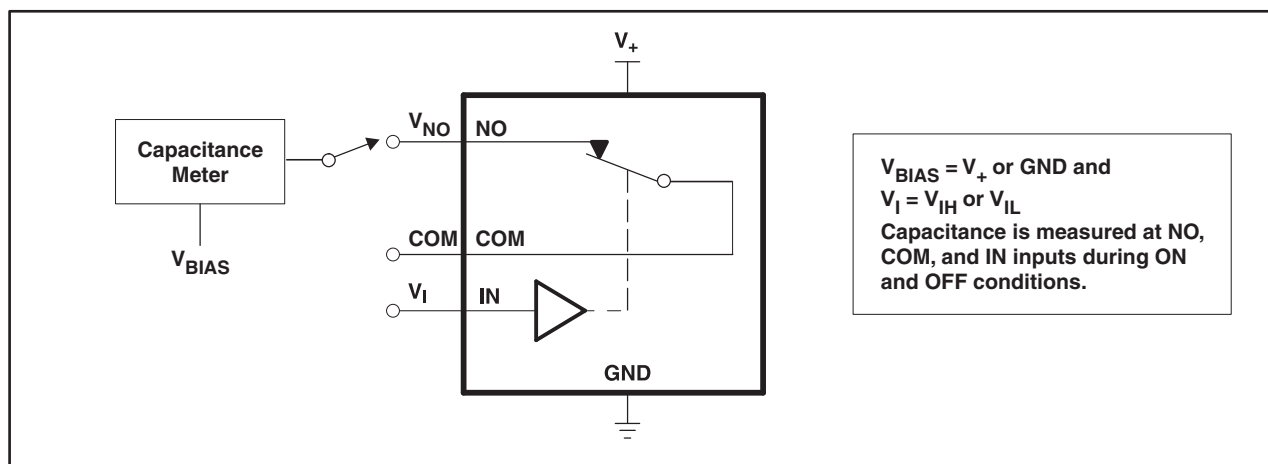 V+
Capacitance
Meter
VBIAS
VNO
NO
COM
COM
VI
IN
GND
VBIAS = V+ or GND and
VI = VIH or VIL
Capacitance is measured at NO,
COM, and IN inputs during ON
and OFF conditions.